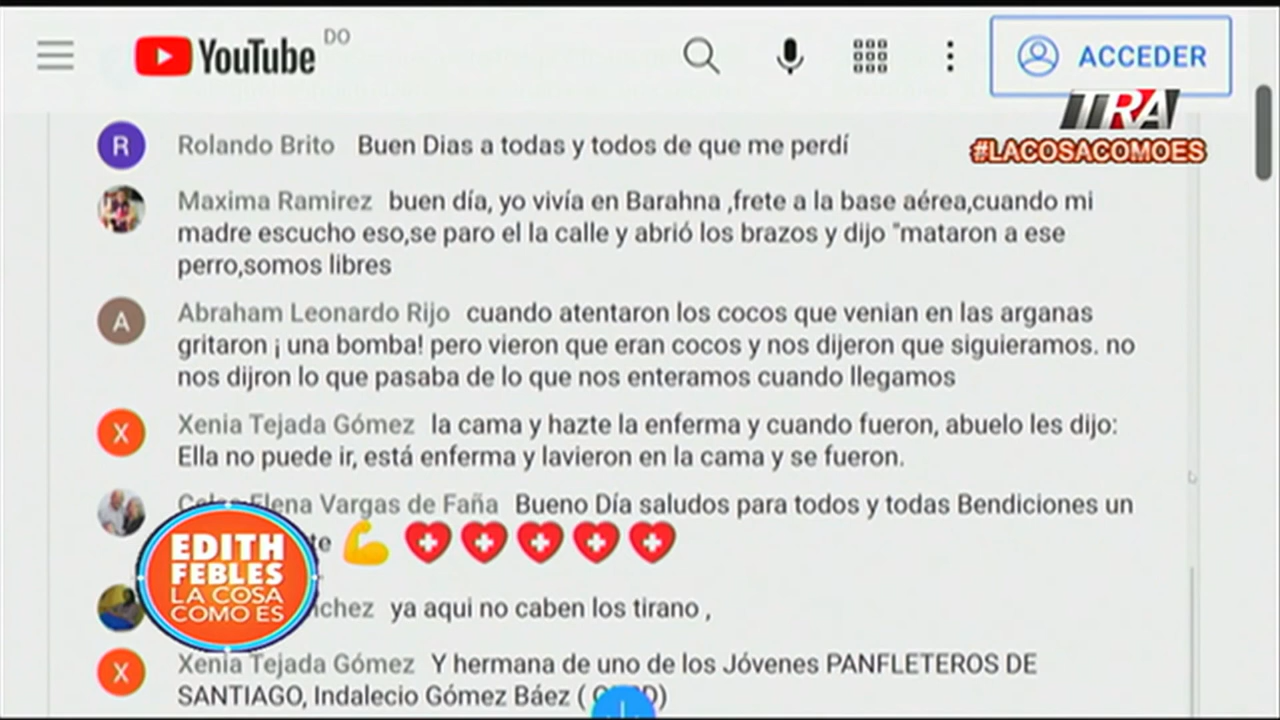 YouTube DO
ACCEDER
TRA
#LACOSACOMOES
R Rolando Brito Buen Dias a todas y todos de que me perdí
Maxima Ramirez buen día, yo vivía en Barahna ,frete a la base aérea,cuando mi
madre escucho eso,se paro el la calle y abrió los brazos y dijo "mataron a ese
perro,somos libres
A Abraham Leonardo Rijo cuando atentaron los cocos que venian en las arganas
gritaron ¡ una bomba! pero vieron que eran cocos y nos dijeron que siguieramos. no
nos dijron lo que pasaba de lo que nos enteramos cuando llegamos
X Xenia Tejada Gómez la cama y hazte la enferma y cuando fueron, abuelo les dijo:
Ella no puede ir, está enferma y lavieron en la cama y se fueron.
Elena Vargas de Faña Bueno Día saludos para todos y todas Bendiciones un
💪
ya aqui no caben los tirano ,
X Xenia Tejada Gómez Y hermana de uno de los Jóvenes PANFLETEROS DE
SANTIAGO, Indalecio Gómez Báez (
EDITH
FEBLES
LA COSA
COMO ES